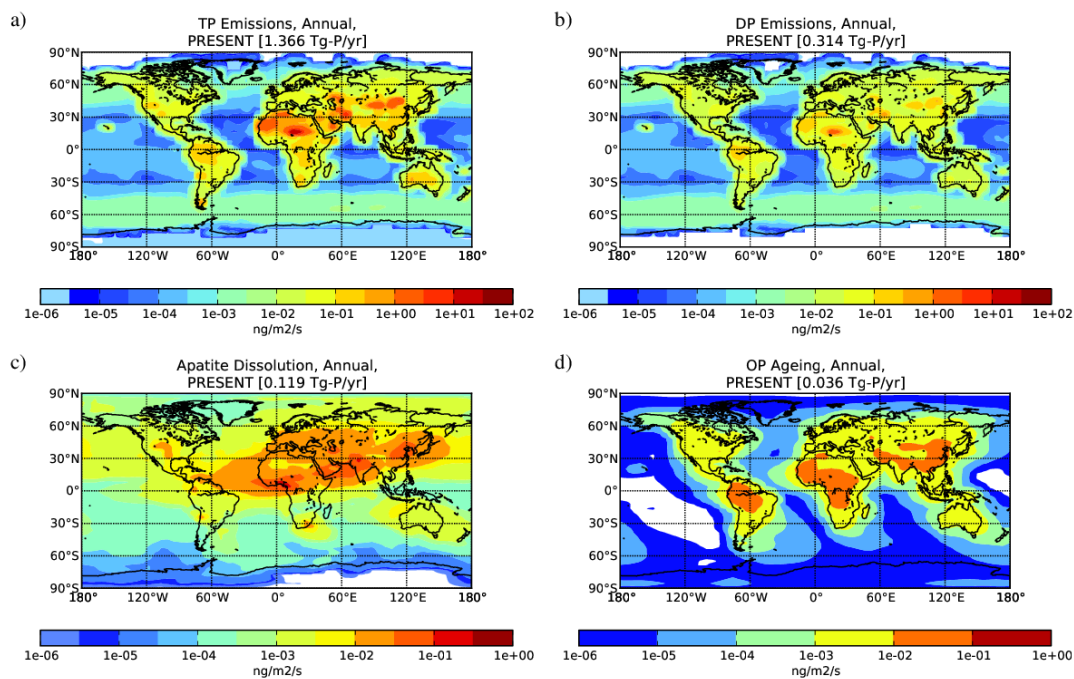 a)
TP Emissions, Annual,
PRESENT [1.366 Tg-P/yr]
90°N
60°N
30°N
0°
30°S
60°S
90°S
180°
120°W
60°W
0°
60°E
120°E
180°
1e-06
1e-05
1e-04
1e-03
1e-02
1e-01
1e+00
1e+01
1e+02
ng/m2/s
b)
DP Emissions, Annual,
PRESENT [0.314 Tg-P/yr]
90°N
60°N
30°N
0°
30°S
60°S
90°S
180°
120°W
60°W
0°
60°E
120°E
180°
1e-06
1e-05
1e-04
1e-03
1e-02
1e-01
1e+00
1e+01
1e+02
ng/m2/s
c)
Apatite Dissolution, Annual,
PRESENT [0.119 Tg-P/yr]
90°N
60°N
30°N
0°
30°S
60°S
90°S
180°
120°W
60°W
0°
60°E
120°E
180°
1e-06
1e-05
1e-04
1e-03
1e-02
1e-01
1e+00
ng/m2/s
d)
OP Ageing, Annual,
PRESENT [0.036 Tg-P/yr]
90°N
60°N
30°N
0°
30°S
60°S
90°S
180°
120°W
60°W
0°
60°E
120°E
180°
1e-06
1e-05
1e-04
1e-03
1e-02
1e-01
1e+00
ng/m2/s